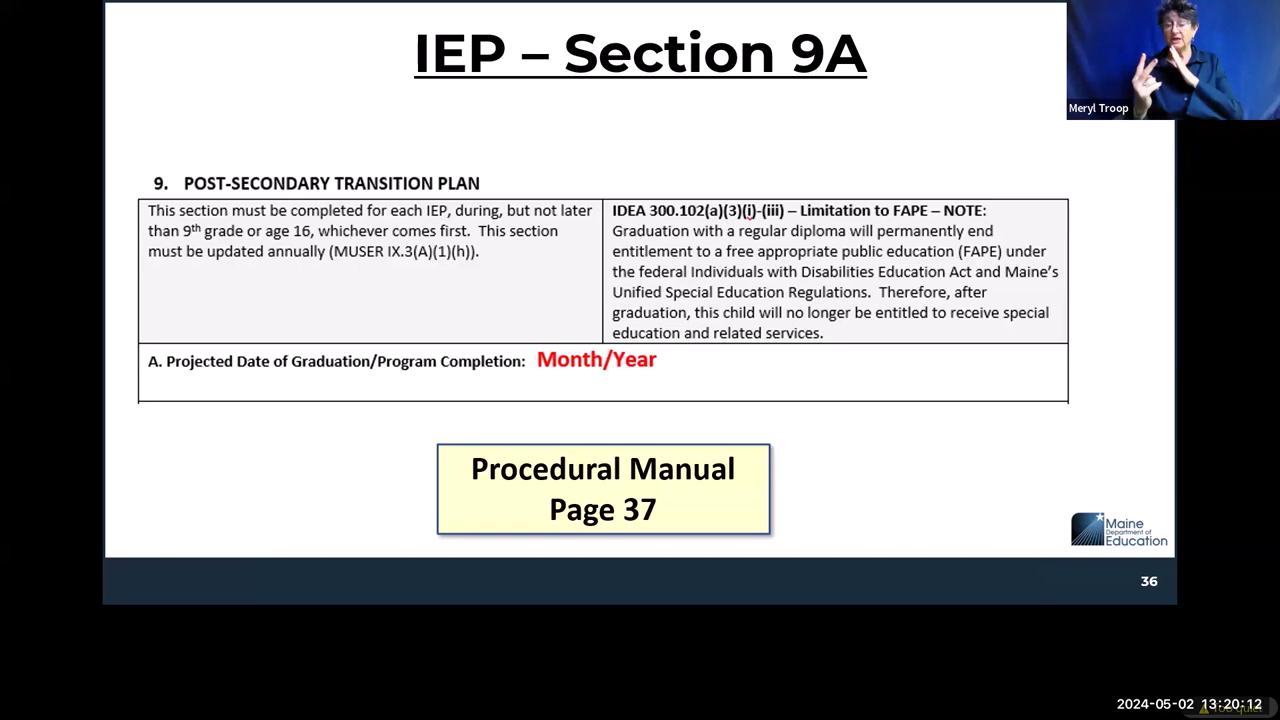 IEP – Section 9A
Meryl Troop
9. POST-SECONDARY TRANSITION PLAN
This section must be completed for each IEP, during, but not later
than 9th grade or age 16, whichever comes first. This section
must be updated annually (MUSER IX.3(A)(1)(h)).
IDEA 300.102(a)(3)(i)-(iii) – Limitation to FAPE – NOTE:
Graduation with a regular diploma will permanently end
entitlement to a free appropriate public education (FAPE) under
the federal Individuals with Disabilities Education Act and Maine's
Unified Special Education Regulations. Therefore, after
graduation, this child will no longer be entitled to receive special
education and related services.
A. Projected Date of Graduation/Program Completion: Month/Year
Procedural Manual
Page 37
Maine
Department of
Education
36
2024-05-02 13:20:12